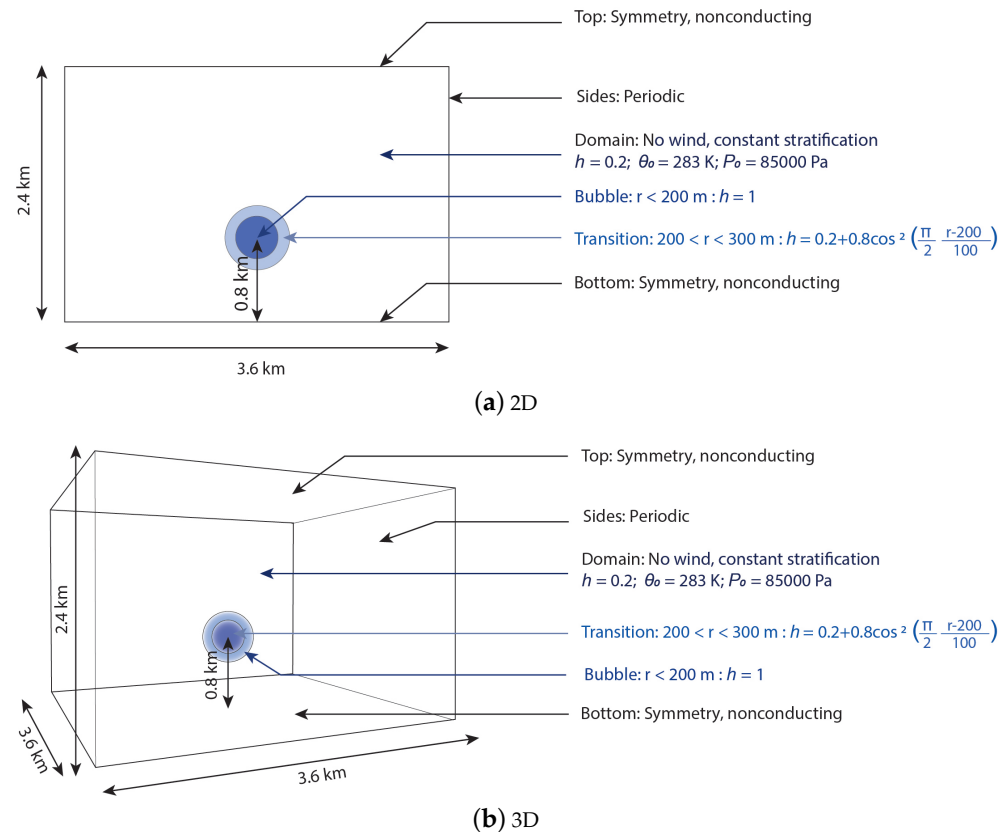 Top: Symmetry, nonconducting
Sides: Periodic
Domain: No wind, constant stratification
h = 0.2; θ₀ = 283 K; P₀ = 85000 Pa
Bubble: r < 200 m : h = 1
Transition: 200 < r < 300 m : h = 0.2+0.8cos ² (π/2 r-200/100)
Bottom: Symmetry, nonconducting
2.4 km
0.8 km
3.6 km
(a) 2D
Top: Symmetry, nonconducting
Sides: Periodic
Domain: No wind, constant stratification
h = 0.2; θ₀ = 283 K; P₀ = 85000 Pa
Transition: 200 < r < 300 m : h = 0.2+0.8cos ² (π/2 r-200/100)
Bubble: r < 200 m : h = 1
Bottom: Symmetry, nonconducting
2.4 km
0.8 km
3.6 km
3.6 km
(b) 3D